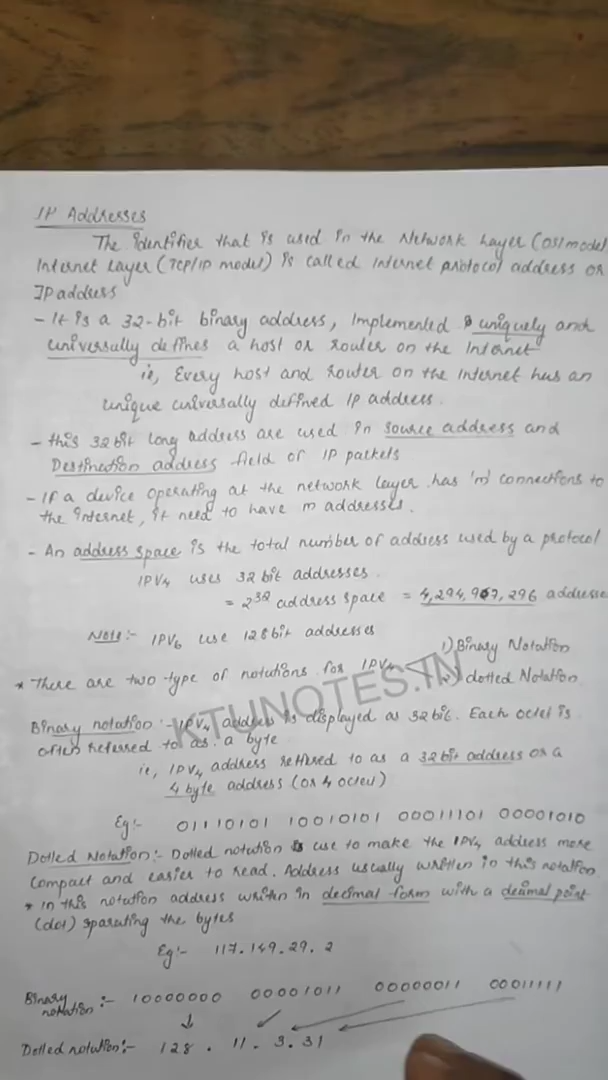 IP Addresses
The identifier that is used in the Network Layer (OSI model
Internet Layer (TCP/IP model) is called internet protocol address or
IP address
- It is a 32-bit binary address, implemented uniquely and
universally defines a host or router on the Internet
ie, Every host and router on the internet has an
unique universally defined IP address.
- this 32 bit long address are used in source address and
Destination address field of IP packets
- If a device operating at the network layer has 'm' connections to
the internet, it need to have m addresses.
- An address space is the total number of address used by a protocol
IPV4 uses 32 bit addresses.
= 2^32 address space = 4,294,967,296 addresse
Note:- IPV6 use 128 bit addresses
* There are two type of notations for IPV4
1) Binary Notation
2) dotted Notation
KTUNOTES.IN
Binary notation:- IPV4 address is displayed as 32 bit. Each octet is
often referred to as a byte
ie, IPV4 address reffered to as a 32 bit address or a
4 byte address (or 4 octet)
Eg:- 01110101 10010101 00011101 00001010
Dotted Notation:- Dotted notation is use to make the IPV4 address more
compact and easier to read. Address usually written in this notation
* in this notation address written in decimal form with a decimal point
(dot) sparating the bytes
Eg:- 117.149.29.2
Binary notation:- 10000000 00001011 00000011 00011111
Dotted notation:- 128 . 11 . 3 . 31